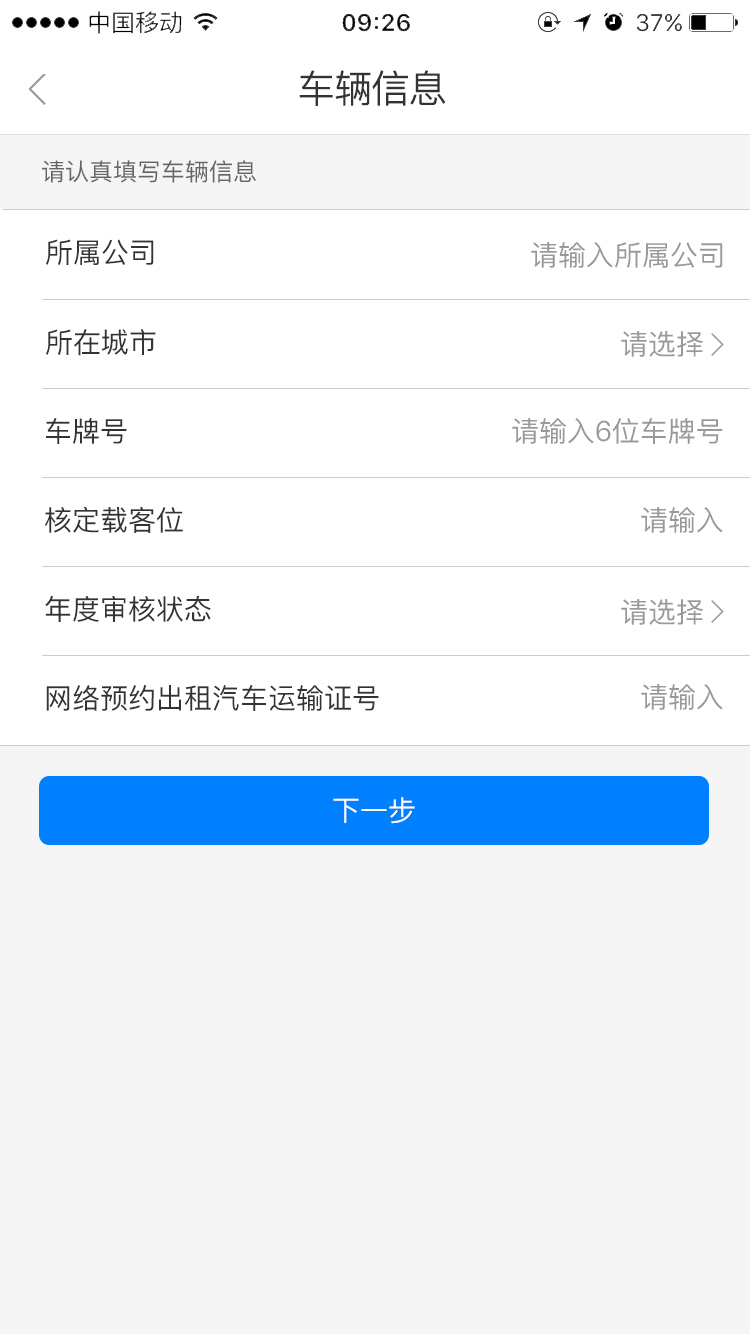 中国移动 09:26 37%
车辆信息
请认真填写车辆信息
所属公司 请输入所属公司
所在城市 请选择
车牌号 请输入6位车牌号
核定载客位 请输入
年度审核状态 请选择
网络预约出租汽车运输证号 请输入
下一步